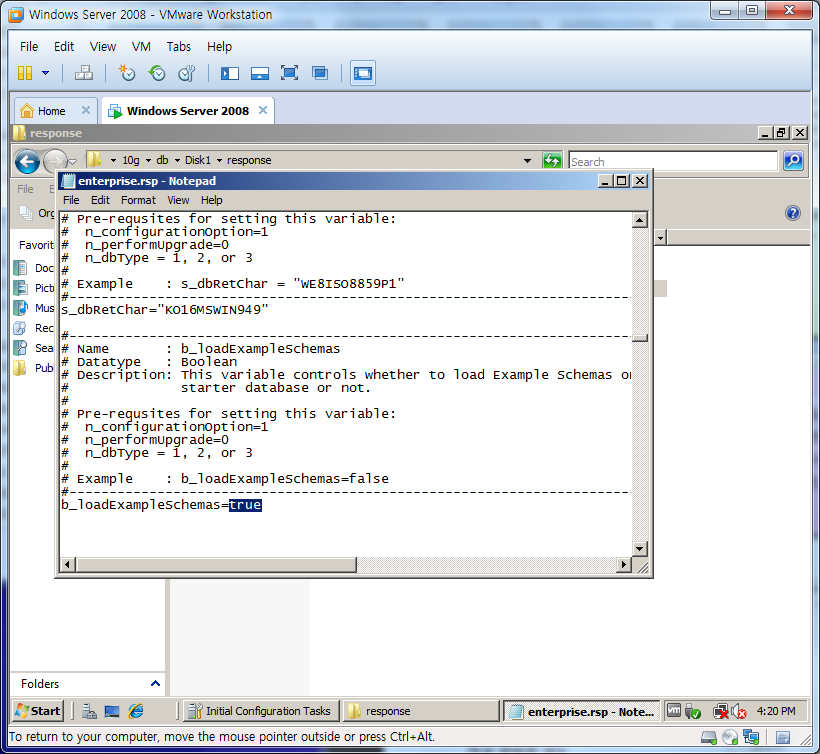 Windows Server 2008 - VMware Workstation
File Edit View VM Tabs Help
Home Windows Server 2008
response
10g db Disk1 response Search
File
Org
Favorit
Doc
Pict
Mus
Rec
Sea
Pub
enterprise.rsp - Notepad
File Edit Format View Help
# Pre-requsites for setting this variable:
#  n_configurationOption=1
#  n_performUpgrade=0
#  n_dbType = 1, 2, or 3
#
# Example    : s_dbRetChar = "WE8ISO8859P1"
#-----------------------------------------------------------------------
s_dbRetChar="KO16MSWIN949"
#-----------------------------------------------------------------------
# Name       : b_loadExampleSchemas
# Datatype   : Boolean
# Description: This variable controls whether to load Example Schemas on
#              starter database or not.
#
# Pre-requsites for setting this variable:
#  n_configurationOption=1
#  n_performUpgrade=0
#  n_dbType = 1, 2, or 3
#
# Example    : b_loadExampleSchemas=false
#-----------------------------------------------------------------------
b_loadExampleSchemas=true
Folders
Start Initial Configuration Tasks response enterprise.rsp - Note... vm 4:20 PM
To return to your computer, move the mouse pointer outside or press Ctrl+Alt.